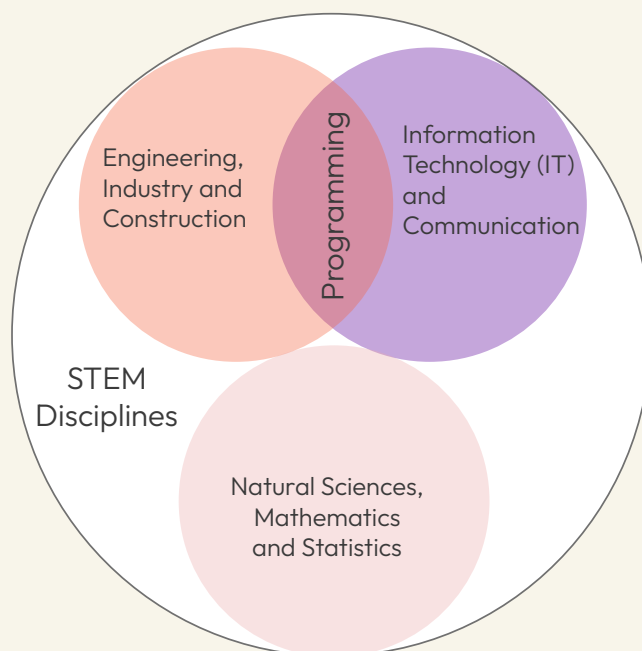 Engineering,
Industry and
Construction
Programming
Information
Technology (IT)
and
Communication
STEM
Disciplines
Natural Sciences,
Mathematics
and Statistics